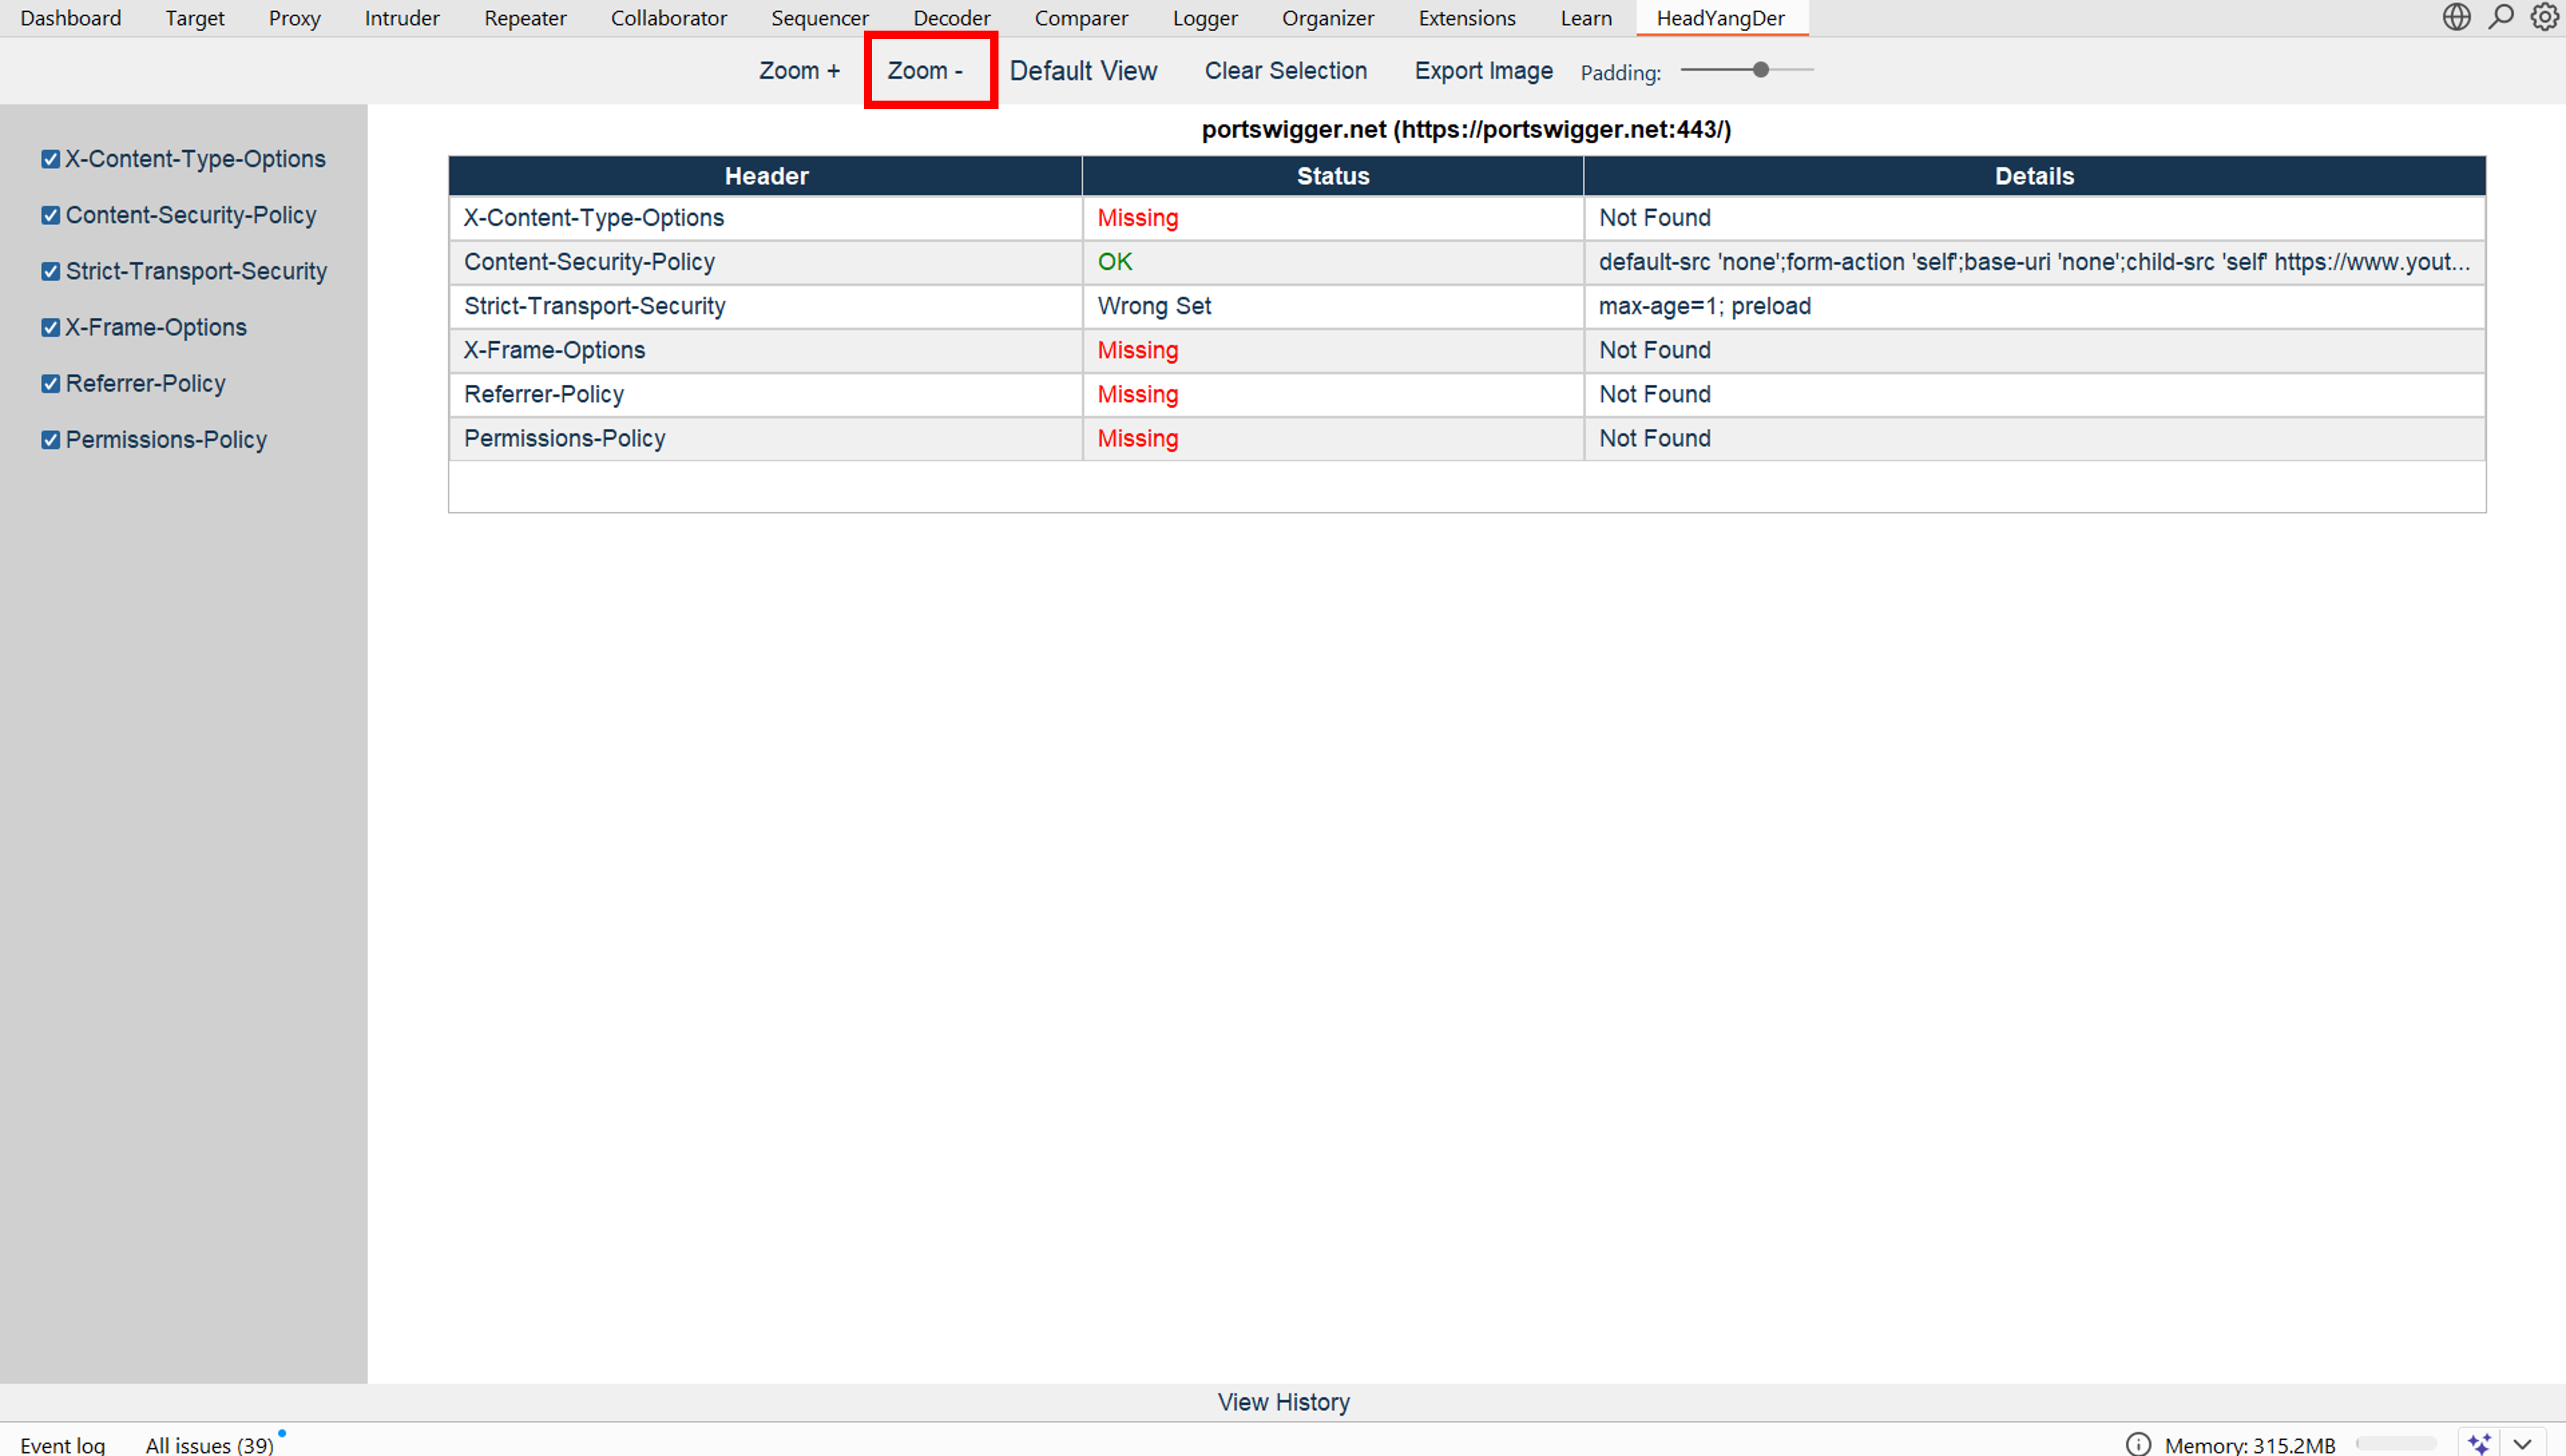 Dashboard Target Proxy Intruder Repeater Collaborator Sequencer Decoder Comparer Logger Organizer Extensions Learn HeadYangDer
Zoom + Zoom - Default View Clear Selection Export Image Padding:
X-Content-Type-Options
Content-Security-Policy
Strict-Transport-Security
X-Frame-Options
Referrer-Policy
Permissions-Policy
portswigger.net (https://portswigger.net:443/)
Header Status Details
X-Content-Type-Options Missing Not Found
Content-Security-Policy OK default-src 'none';form-action 'self';base-uri 'none';child-src 'self' https://www.yout...
Strict-Transport-Security Wrong Set max-age=1; preload
X-Frame-Options Missing Not Found
Referrer-Policy Missing Not Found
Permissions-Policy Missing Not Found
View History
Event log All issues (39) Memory: 315.2MB